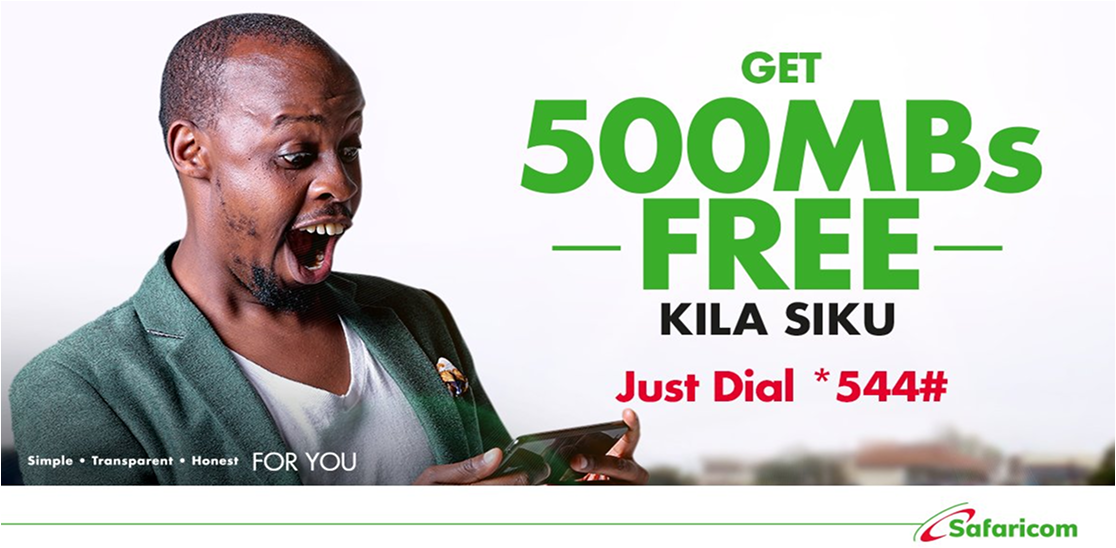 GET
500MBs
FREE
KILA SIKU
Just Dial *544#
Simple • Transparent • Honest FOR YOU
Safaricom